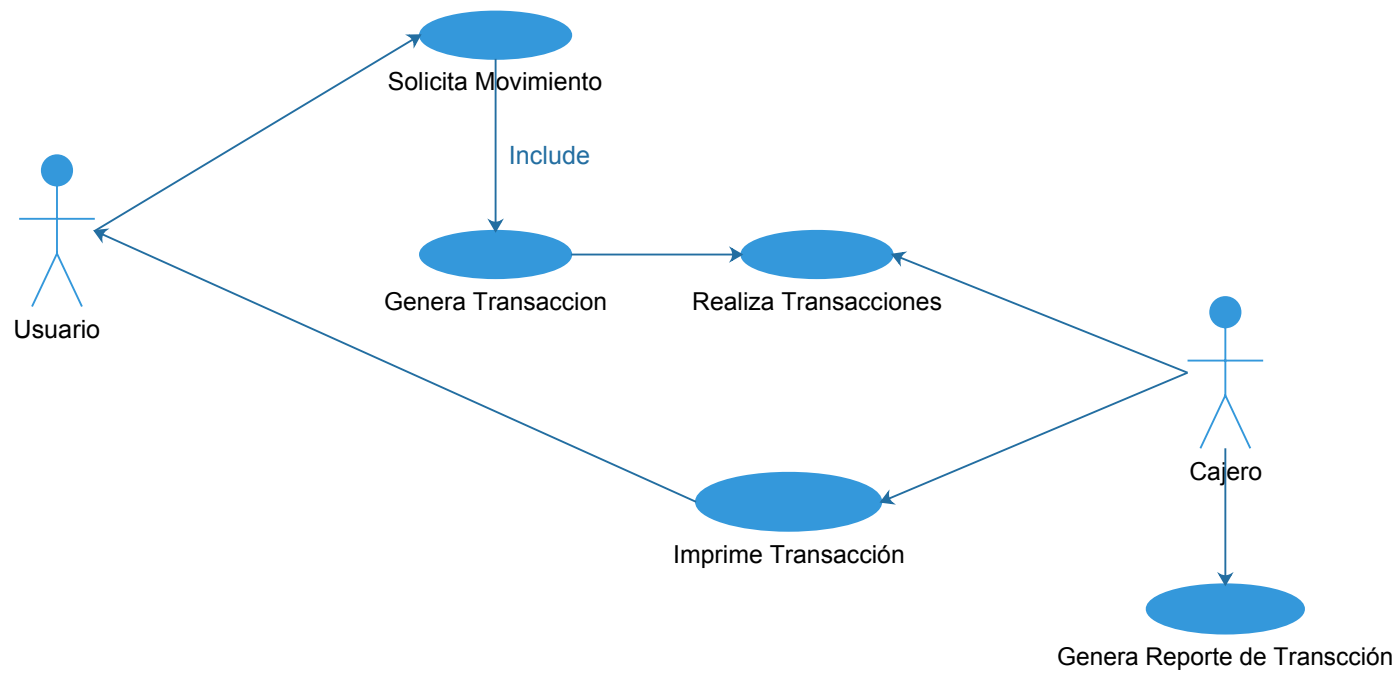 Solicita Movimiento
Include
Genera Transaccion
Realiza Transacciones
Usuario
Cajero
Imprime Transacción
Genera Reporte de Transcción